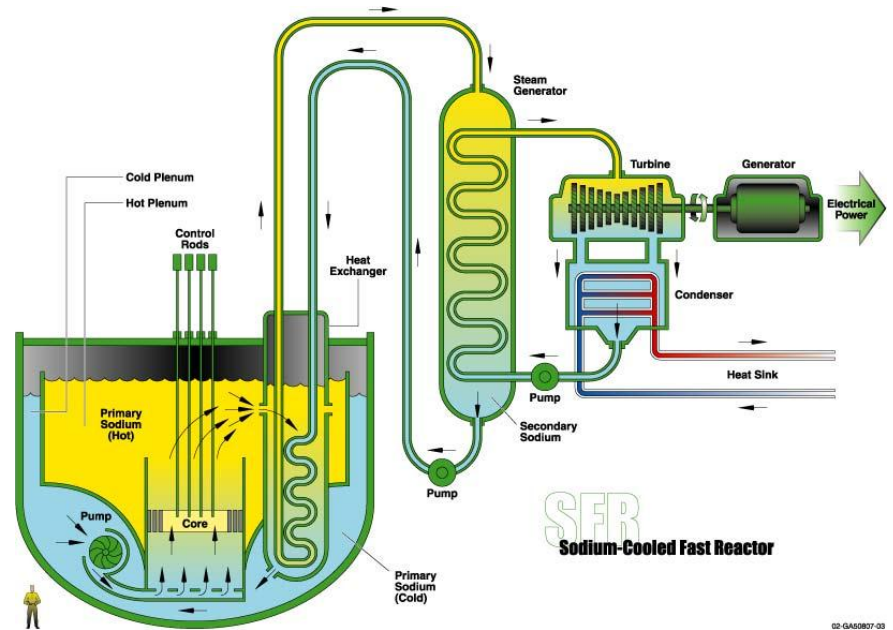 Steam
Generator
Turbine
Generator
Electrical
Power
Cold Plenum
Hot Plenum
Control
Rods
Heat
Exchanger
Condenser
Heat Sink
Pump
Primary
Sodium
(Hot)
Secondary
Sodium
Pump
Pump
Core
Primary
Sodium
(Cold)
SFR
Sodium-Cooled Fast Reactor
02-GA50807-03